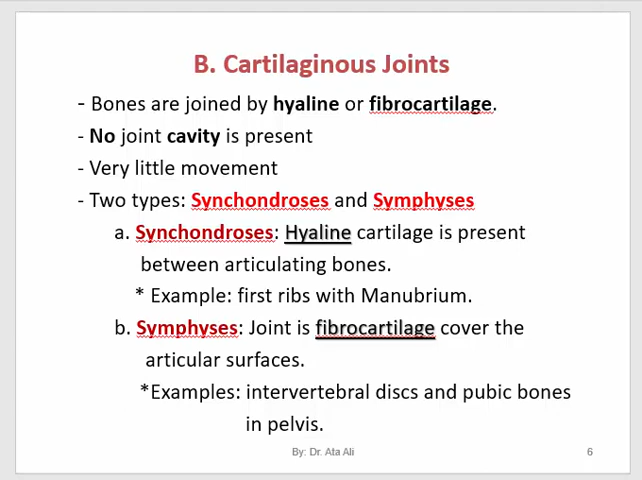 B. Cartilaginous Joints
- Bones are joined by hyaline or fibrocartilage.
- No joint cavity is present
- Very little movement
- Two types: Synchondroses and Symphyses
a. Synchondroses: Hyaline cartilage is present
between articulating bones.
* Example: first ribs with Manubrium.
b. Symphyses: Joint is fibrocartilage cover the
articular surfaces.
*Examples: intervertebral discs and pubic bones
in pelvis.
By: Dr. Ata Ali 6